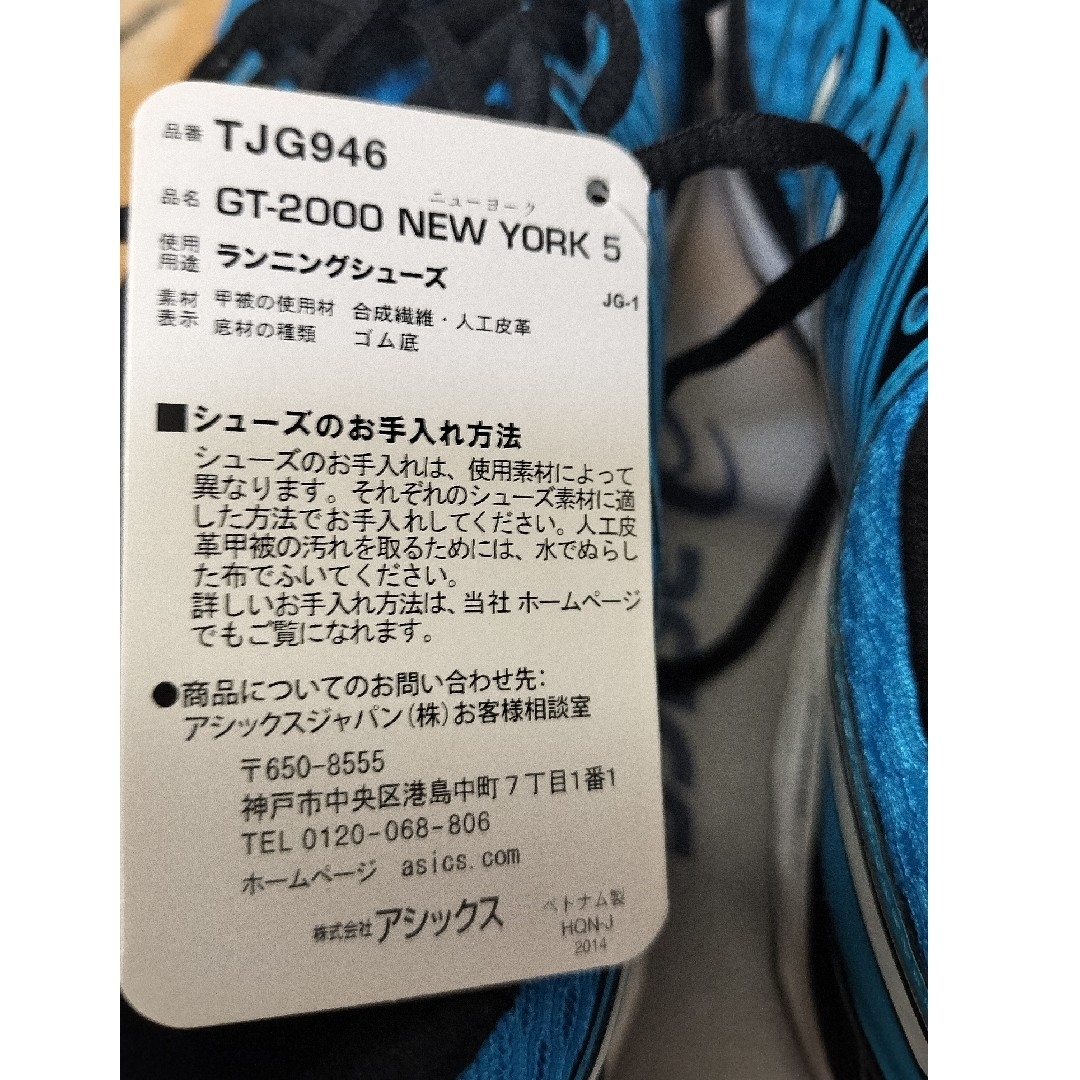 品番 TJG946
ニューヨーク
品名 GT-2000 NEW YORK 5
使用用途 ランニングシューズ
JG-1
素材表示 甲被の使用材 合成繊維・人工皮革
底材の種類 ゴム底
■シューズのお手入れ方法
シューズのお手入れは、使用素材によって
異なります。それぞれのシューズ素材に適
した方法でお手入れしてください。人工皮
革甲被の汚れを取るためには、水でぬらし
た布でふいてください。
詳しいお手入れ方法は、当社 ホームページ
でもご覧になれます。
●商品についてのお問い合わせ先：
アシックスジャパン(株)お客様相談室
〒650-8555
神戸市中央区港島中町７丁目1番1
TEL 0120-068-806
ホームページ asics.com
株式会社アシックス
ベトナム製
HQN-J
2014